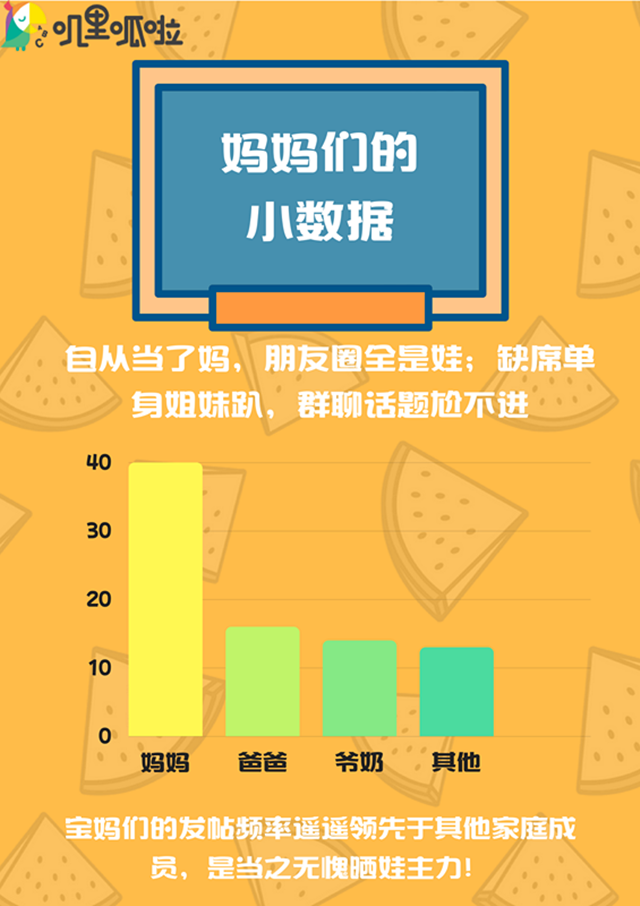 ABC
叽里呱啦
妈妈们的
小数据
自从当了妈，朋友圈全是娃；缺席单
身姐妹趴，群聊话题尬不进
40
30
20
10
0
妈妈 爸爸 爷奶 其他
宝妈们的发帖频率遥遥领先于其他家庭成
员，是当之无愧晒娃主力！